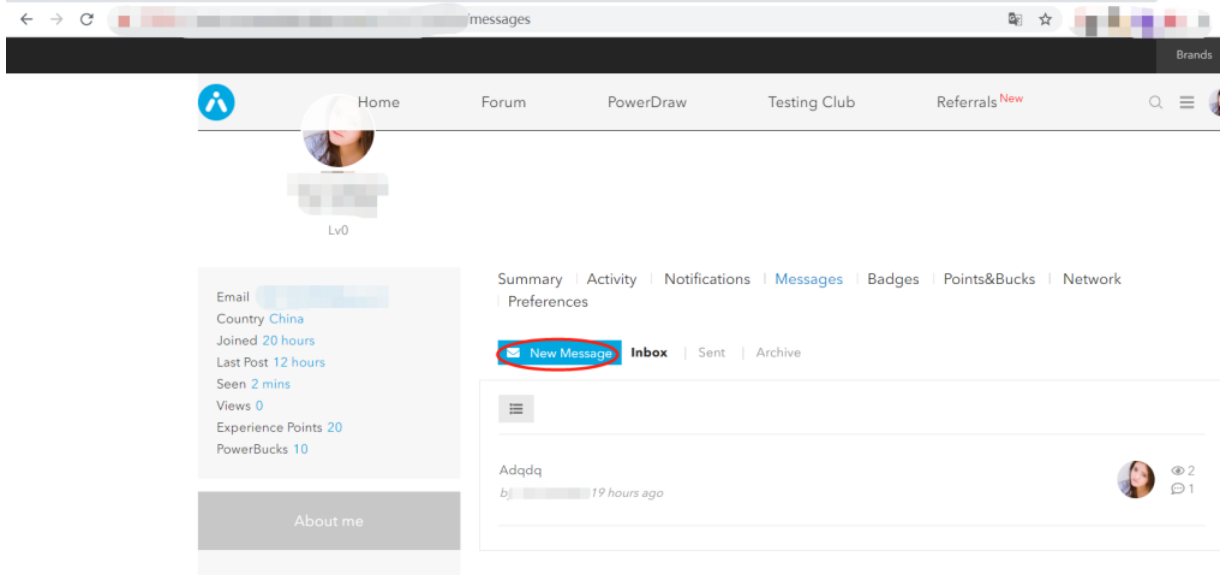 /messages
Brands
Home Forum PowerDraw Testing Club Referrals New
Lv0
Summary Activity Notifications Messages Badges Points&Bucks Network
Preferences
Email
Country China
Joined 20 hours
Last Post 12 hours
Seen 2 mins
Views 0
Experience Points 20
PowerBucks 10
About me
New Message Inbox Sent Archive
Adqdq
2
19 hours ago
1